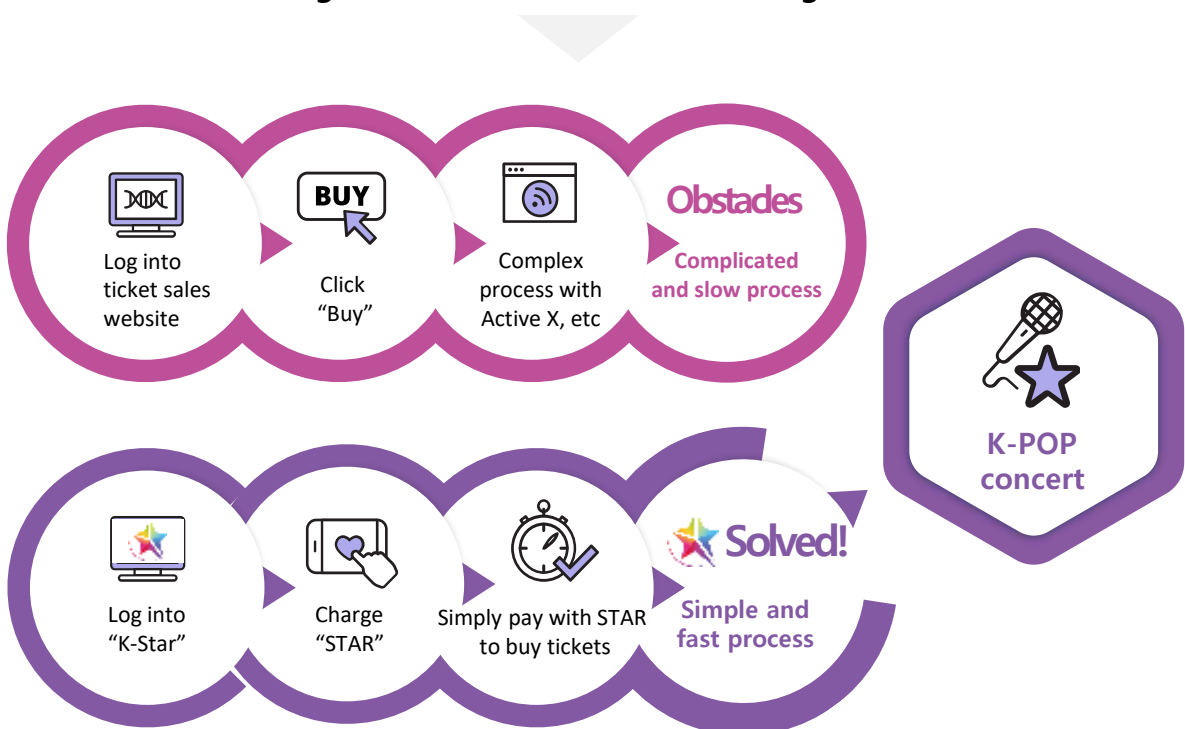 BUY
Obstades
Log into
ticket sales
website
Click
“Buy”
Complex
process with
Active X, etc
Complicated
and slow process
K-POP
concert
Solved!
Log into
“K-Star”
Charge
“STAR”
Simply pay with STAR
to buy tickets
Simple and
fast process